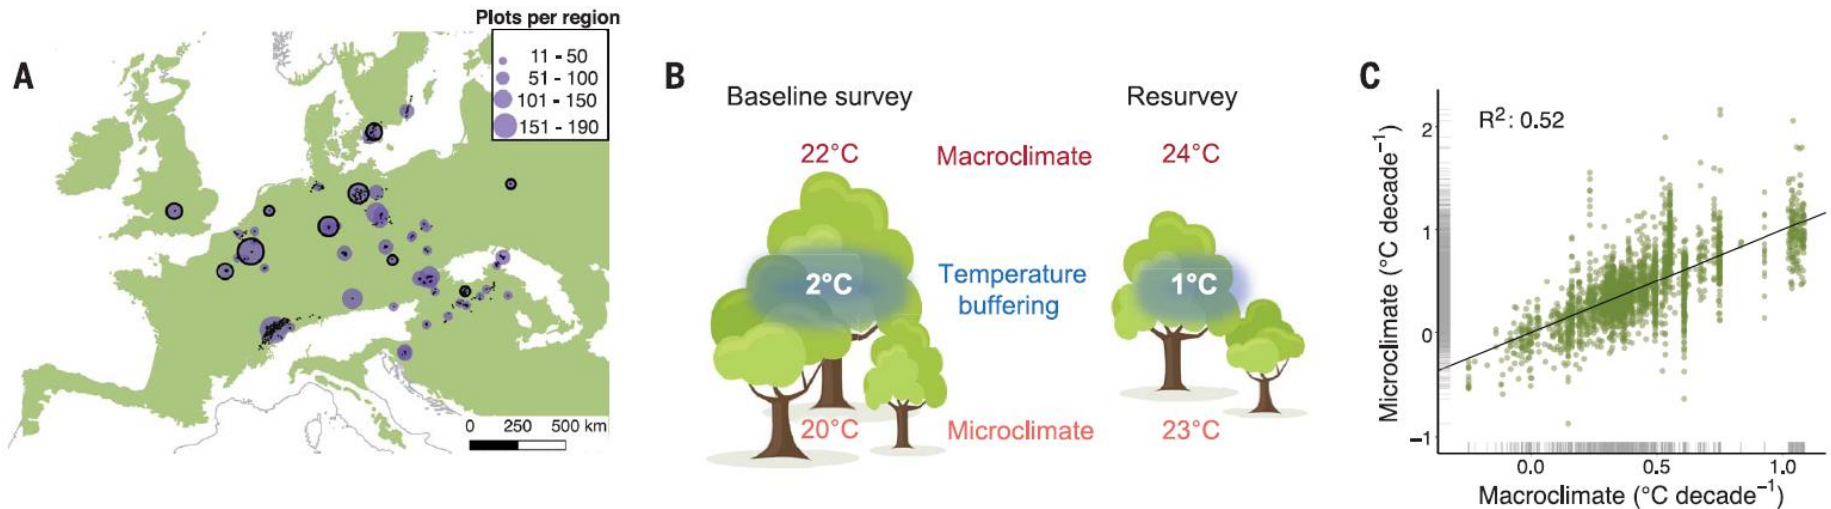 A
Plots per region
11 - 50
51 - 100
101 - 150
151 - 190
0 250 500 km
B
Baseline survey Resurvey
22°C Macroclimate 24°C
2°C Temperature buffering 1°C
20°C Microclimate 23°C
C
R²: 0.52
Microclimate (°C decade⁻¹)
2
1
0
−1
0.0 0.5 1.0
Macroclimate (°C decade⁻¹)